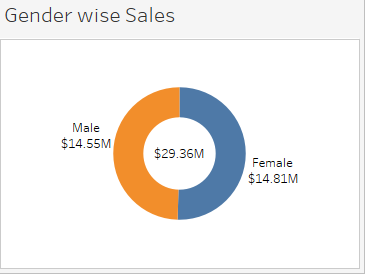 Gender wise Sales
Male
$14.55M
$29.36M
Female
$14.81M